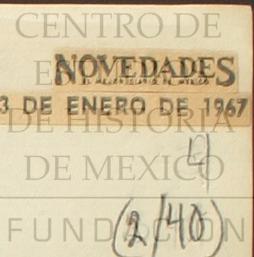 CENTRO DE
NOVEDADES
EL MEJOR DIARIO DE MEXICO
3 DE ENERO DE 1967
DE HISTORIA
4
DE MEXICO
FUNDACION
(2/40)